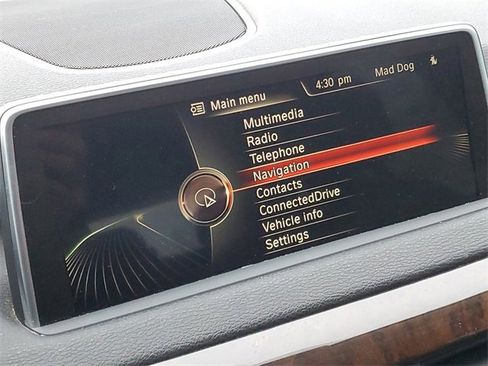 Main menu 4:30 pm Mad Dog
Multimedia
Radio
Telephone
Navigation
Contacts
ConnectedDrive
Vehicle info
Settings